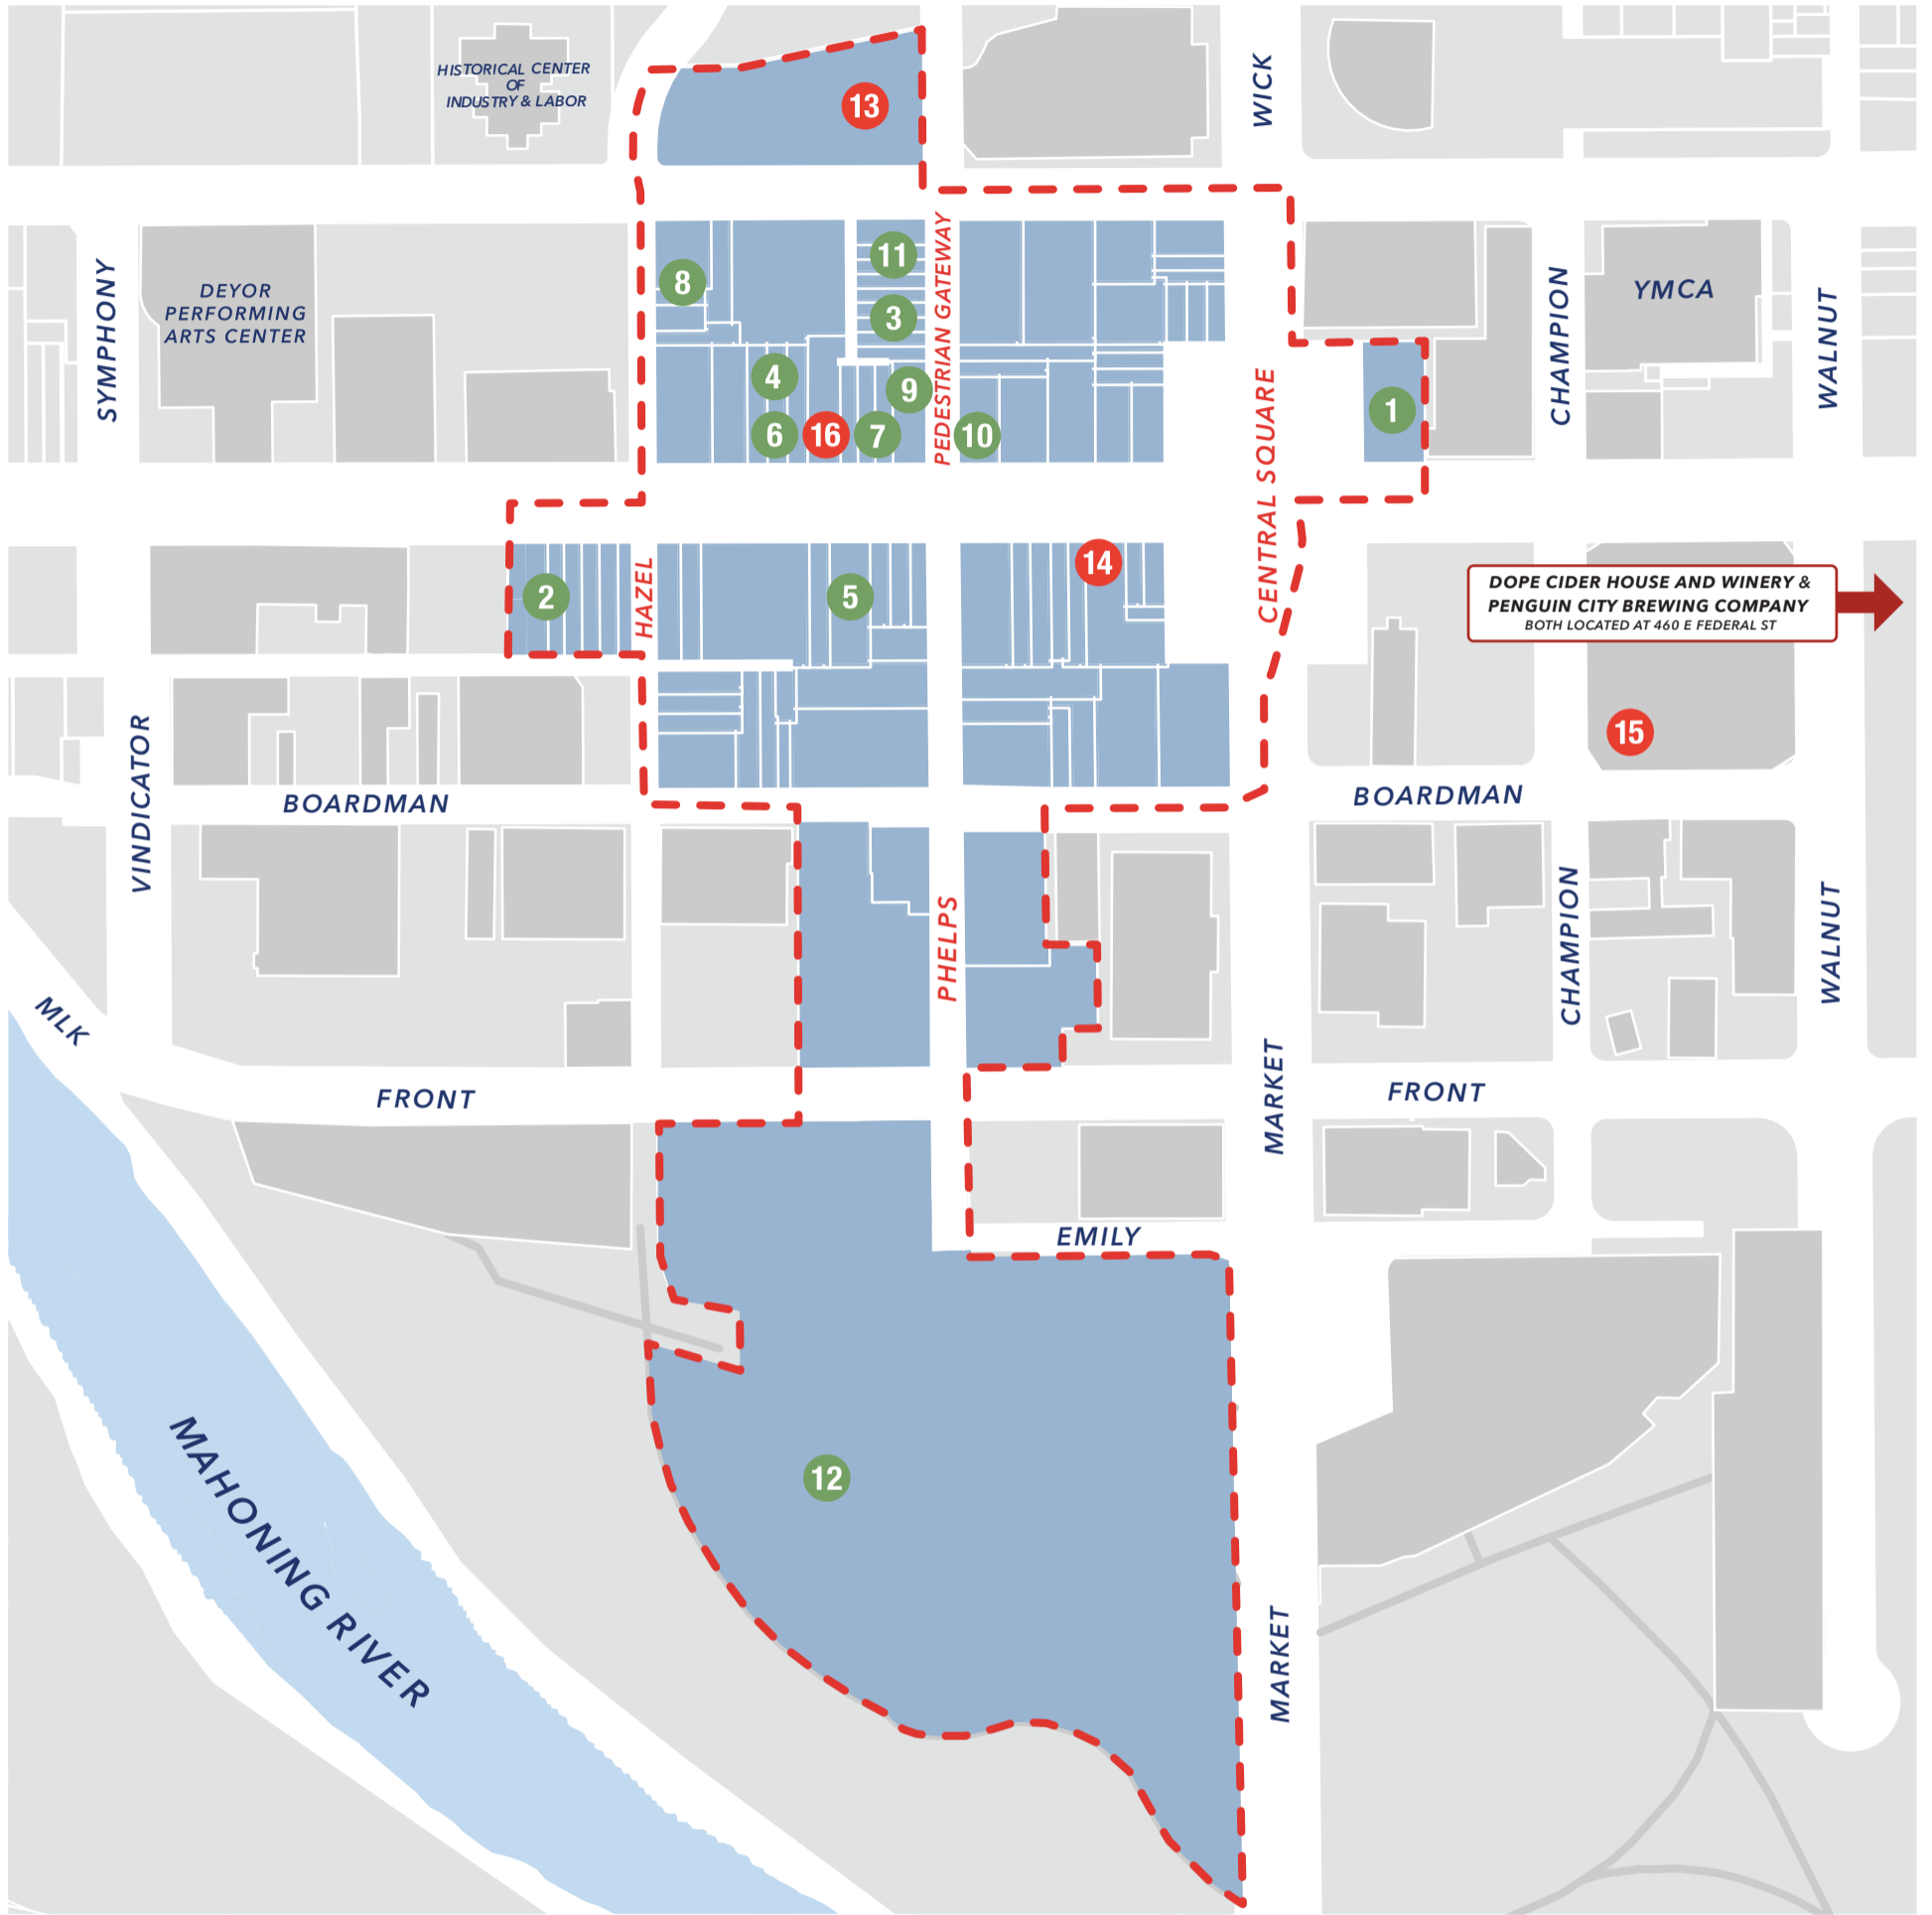 HISTORICAL CENTER
OF
INDUSTRY & LABOR
13
WICK
SYMPHONY
DEYOR
PERFORMING
ARTS CENTER
8
11
3
PEDESTRIAN GATEWAY
4
9
6
16
7
10
CENTRAL SQUARE
1
CHAMPION
YMCA
WALNUT
2
HAZEL
5
14
DOPE CIDER HOUSE AND WINERY &
PENGUIN CITY BREWING COMPANY
BOTH LOCATED AT 460 E FEDERAL ST
15
VINDICATOR
BOARDMAN
BOARDMAN
PHELPS
CHAMPION
WALNUT
MLK
FRONT
MARKET
FRONT
EMILY
12
MAHONING RIVER
MARKET